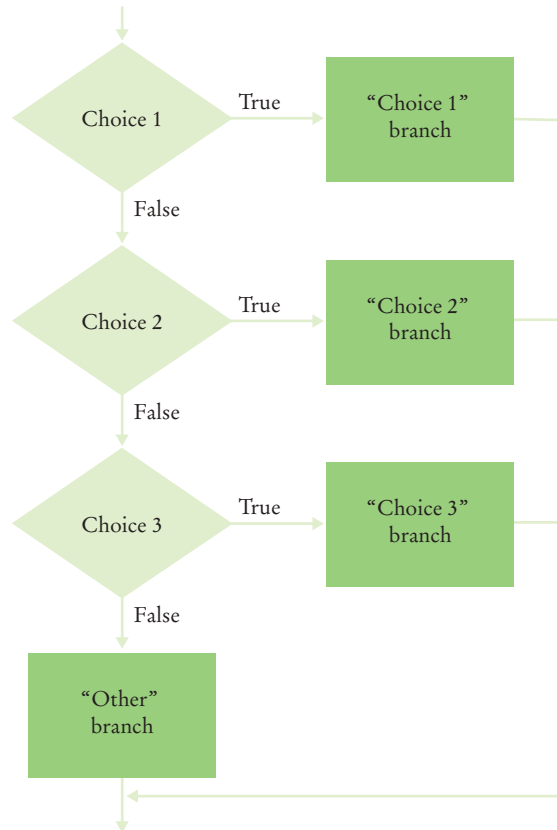 Choice 1
True
“Choice 1”
branch
False
Choice 2
True
“Choice 2”
branch
False
Choice 3
True
“Choice 3”
branch
False
“Other”
branch